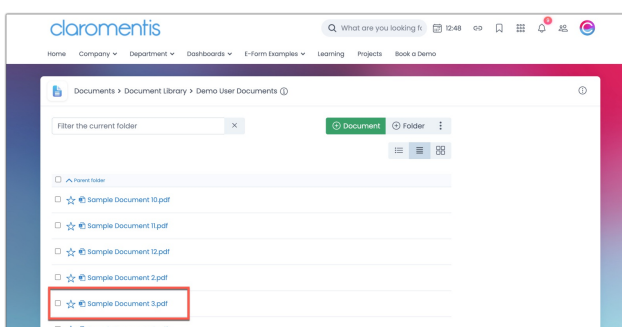 claromentis
What are you looking fo
12:48
6
Home Company Department Dashboards E-Form Examples Learning Projects Book a Demo
Documents > Document Library > Demo User Documents
Filter the current folder
Document
Folder
Parent folder
Sample Document 10.pdf
Sample Document 11.pdf
Sample Document 12.pdf
Sample Document 2.pdf
Sample Document 3.pdf